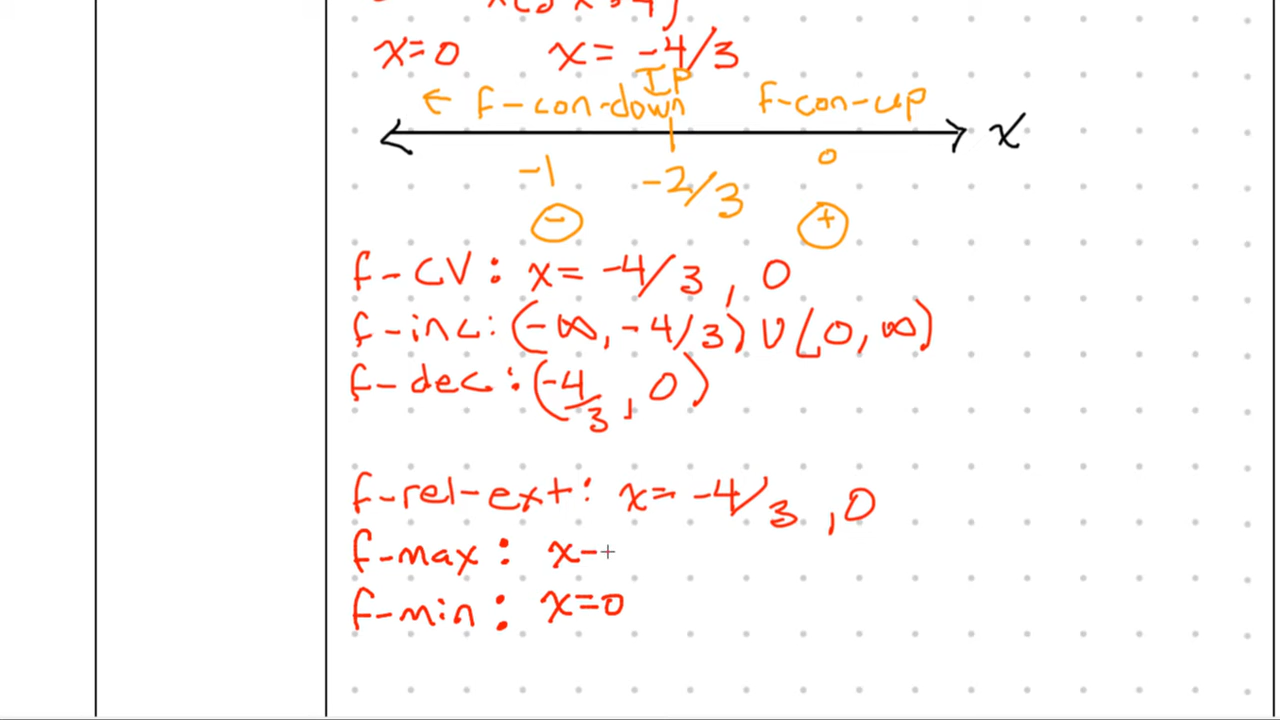 x=0 x= -4/3
IP
← f-con-down f-con-up
x
-1 -2/3 0
- +
f-CV: x= -4/3, 0
f-inc: (-∞, -4/3) U (0, ∞)
f-dec: (-4/3, 0)
f-rel-ext: x= -4/3, 0
f-max: x-
f-min: x=0